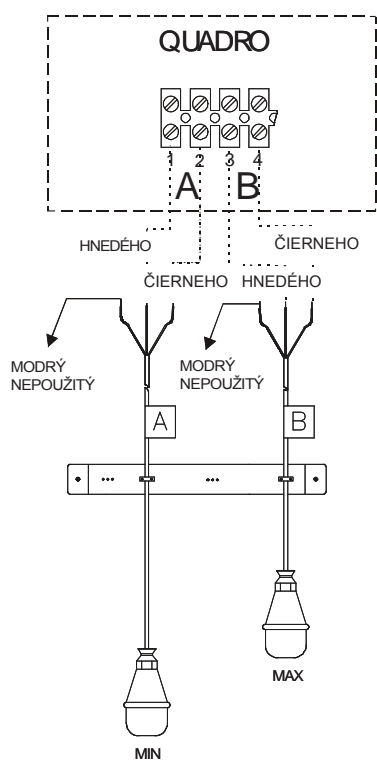 QUADRO
1 2 3 4
A B
HNEDÉHO
ČIERNEHO
ČIERNEHO
HNEDÉHO
MODRÝ
NEPOUŽITÝ
MODRÝ
NEPOUŽITÝ
A
B
MAX
MIN